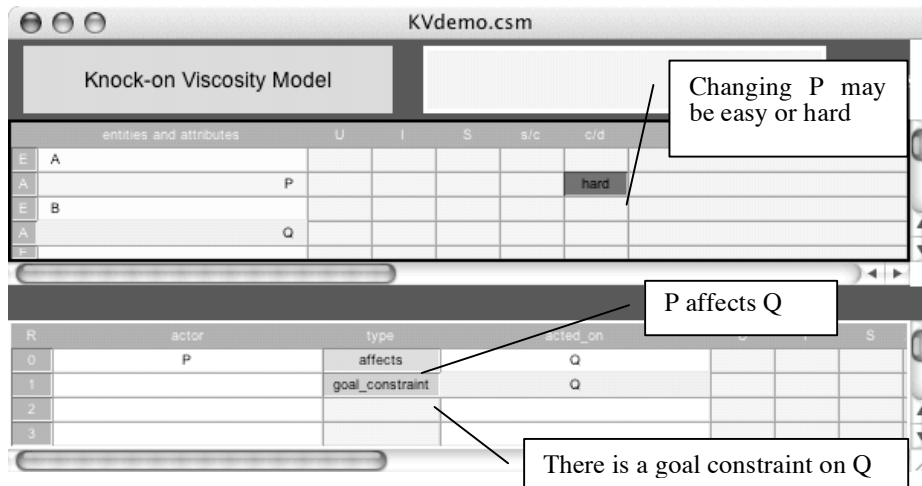 KVdemo.csm
Knock-on Viscosity Model
Changing P may
be easy or hard
entities and attributes U I S s/c c/d
E A
A P hard
E B
A Q
P affects Q
R actor type acted_on S
0 P affects Q
1 goal_constraint Q
2
3
There is a goal constraint on Q